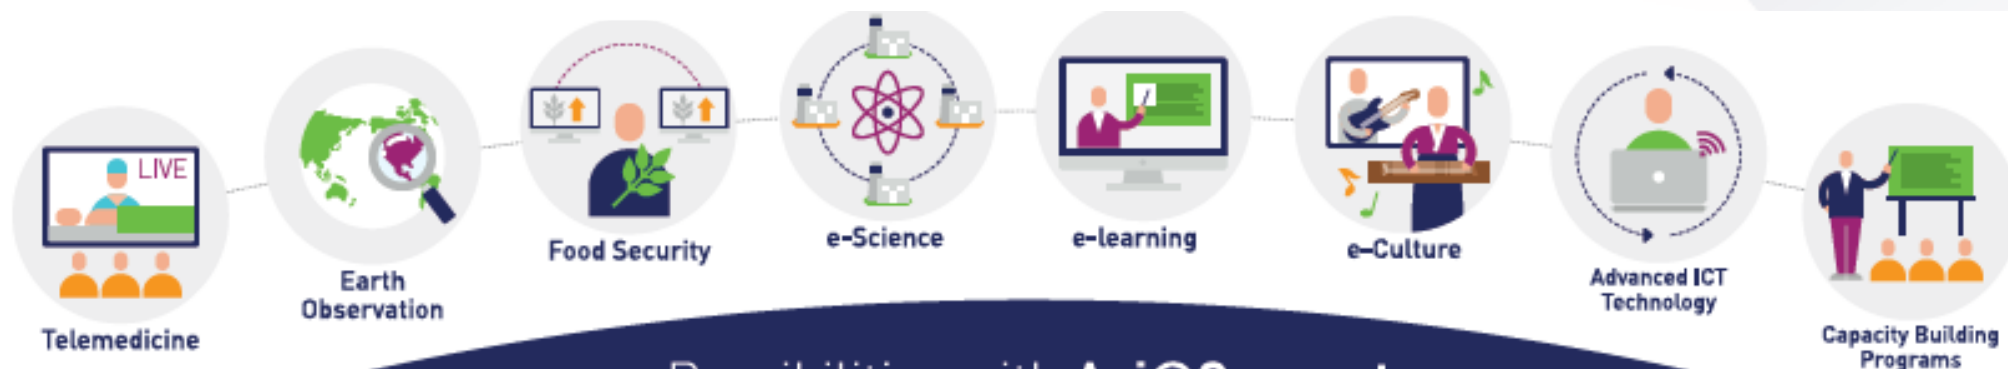 LIVE
Telemedicine
Earth
Observation
Food Security
e-Science
e-learning
e-Culture
Advanced ICT
Technology
Capacity Building
Programs